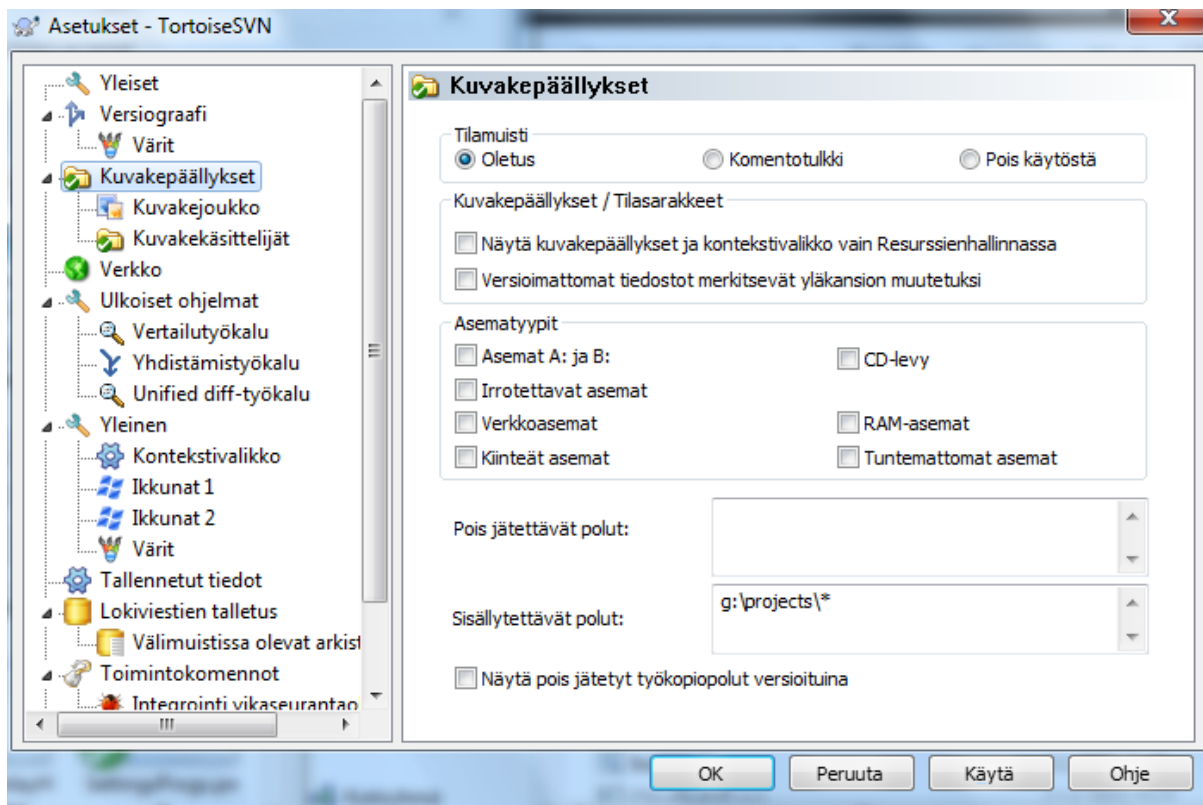 Asetukset - TortoiseSVN
Yleiset
Versiograafi
Värit
Kuvakepäällykset
Kuvakejoukko
Kuvakekäsittelijät
Verkko
Ulkoiset ohjelmat
Vertailutyökalu
Yhdistämistyökalu
Unified diff-työkalu
Yleinen
Kontekstivalikko
Ikkunat 1
Ikkunat 2
Värit
Tallennetut tiedot
Lokiviestien talletus
Välimuistissa olevat arkist
Toimintokomennot
Integrointi vikaseurantao
Kuvakepäällykset
Tilamuisti
Oletus Komentotulkki Pois käytöstä
Kuvakepäällykset / Tilasarakkeet
Näytä kuvakepäällykset ja kontekstivalikko vain Resurssienhallinnassa
Versioimattomat tiedostot merkitsevät yläkansion muutetuksi
Asematyypit
Asemat A: ja B: CD-levy
Irrotettavat asemat
Verkkoasemat RAM-asemat
Kiinteät asemat Tuntemattomat asemat
Pois jätettävät polut:
Sisällytettävät polut: g:\projects\*
Näytä pois jätetyt työkopiopolut versioituina
OK Peruuta Käytä Ohje